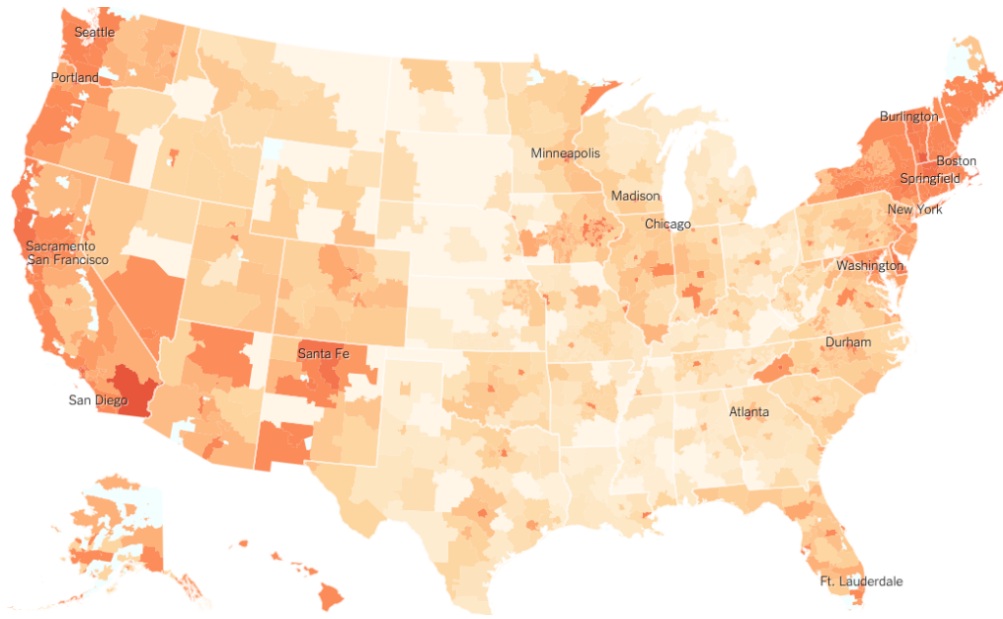 Seattle
Portland
Burlington
Minneapolis
Boston
Springfield
Madison
New York
Chicago
Sacramento
San Francisco
Washington
Durham
Santa Fe
San Diego
Atlanta
Ft. Lauderdale